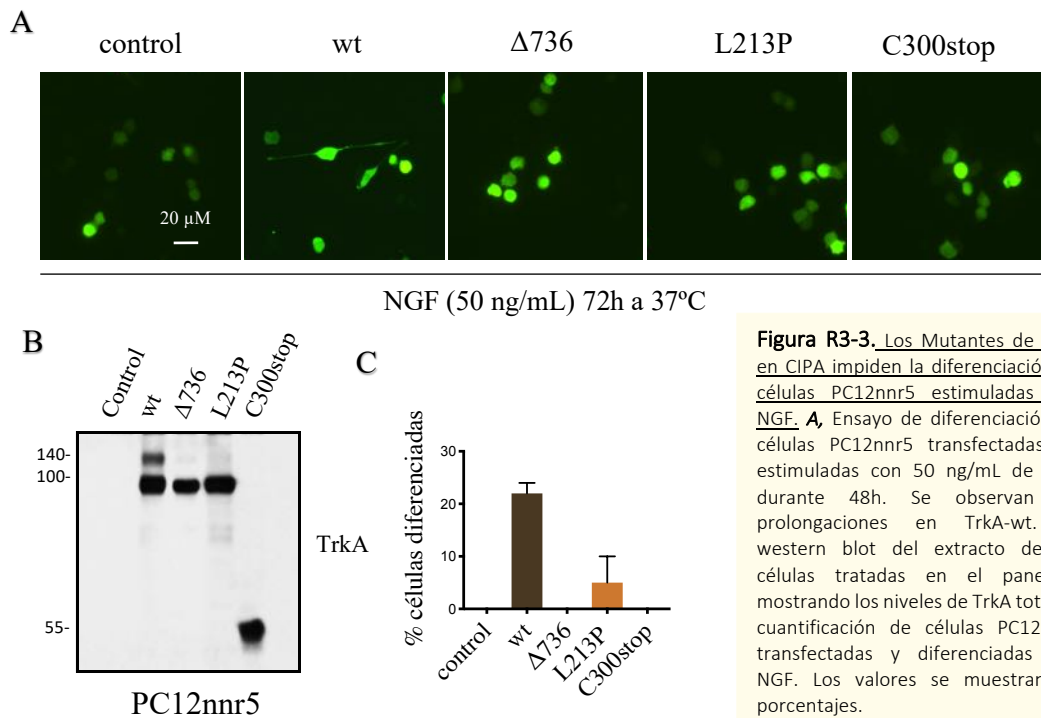 A
control
wt
Δ736
L213P
C300stop
20 µM
NGF (50 ng/mL) 72h a 37ºC
B
Control
wt
Δ736
L213P
C300stop
140-
100-
55-
TrkA
PC12nnr5
C
% células diferenciadas
30
20
10
0
control
wt
Δ736
L213P
C300stop
Figura R3-3. Los Mutantes de
en CIPA impiden la diferenciació
células PC12nnr5 estimuladas
NGF. A, Ensayo de diferenciació
células PC12nnr5 transfectadas
estimuladas con 50 ng/mL de
durante 48h. Se observan
prolongaciones en TrkA-wt.
western blot del extracto de
células tratadas en el pane
mostrando los niveles de TrkA tot
cuantificación de células PC12
transfectadas y diferenciadas
NGF. Los valores se muestrar
porcentajes.